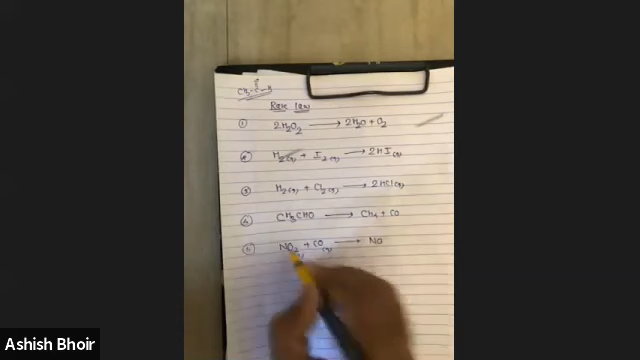 O
||
CH₃-C-H
Rate law
① 2H₂O₂ → 2H₂O + O₂
② H₂(g) + I₂(g) → 2HI(g)
③ H₂(g) + Cl₂(g) → 2HCl(g)
④ CH₃CHO → CH₄ + CO
⑤ NO₂(g) + CO(g) → NO
Ashish Bhoir